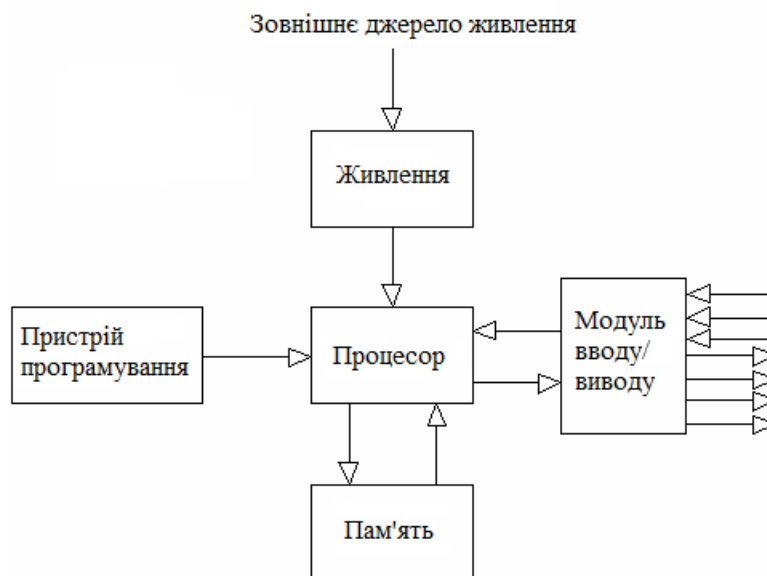 Зовнішнє джерело живлення
Живлення
Пристрій
програмування
Процесор
Модуль
вводу/
виводу
Пам'ять